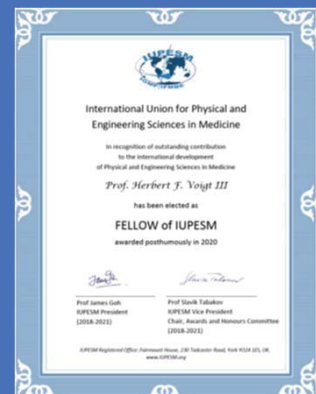 IUPESM
International Union for Physical and
Engineering Sciences in Medicine
In recognition of outstanding contribution
to the international development
of Physical and Engineering Sciences in Medicine
Prof. Herbert F. Voigt III
has been elected as
FELLOW of IUPESM
awarded posthumously in 2020
Prof James Goh
IUPESM President
(2018-2021)
Prof Slavik Tabakov
IUPESM Vice President
Chair, Awards and Honours Committee
(2018-2021)
IUPESM Registered Office: Fairmount House, 230 Tadcaster Road, York YO24 1ES, UK.
www.IUPESM.org